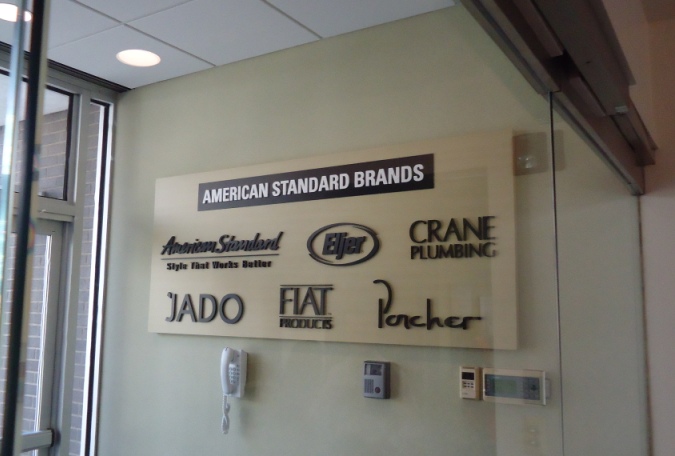 AMERICAN STANDARD BRANDS
American Standard
Style That Works Better
Eljer
CRANE
PLUMBING
JADO
FIAT
PRODUCTS
Porcher